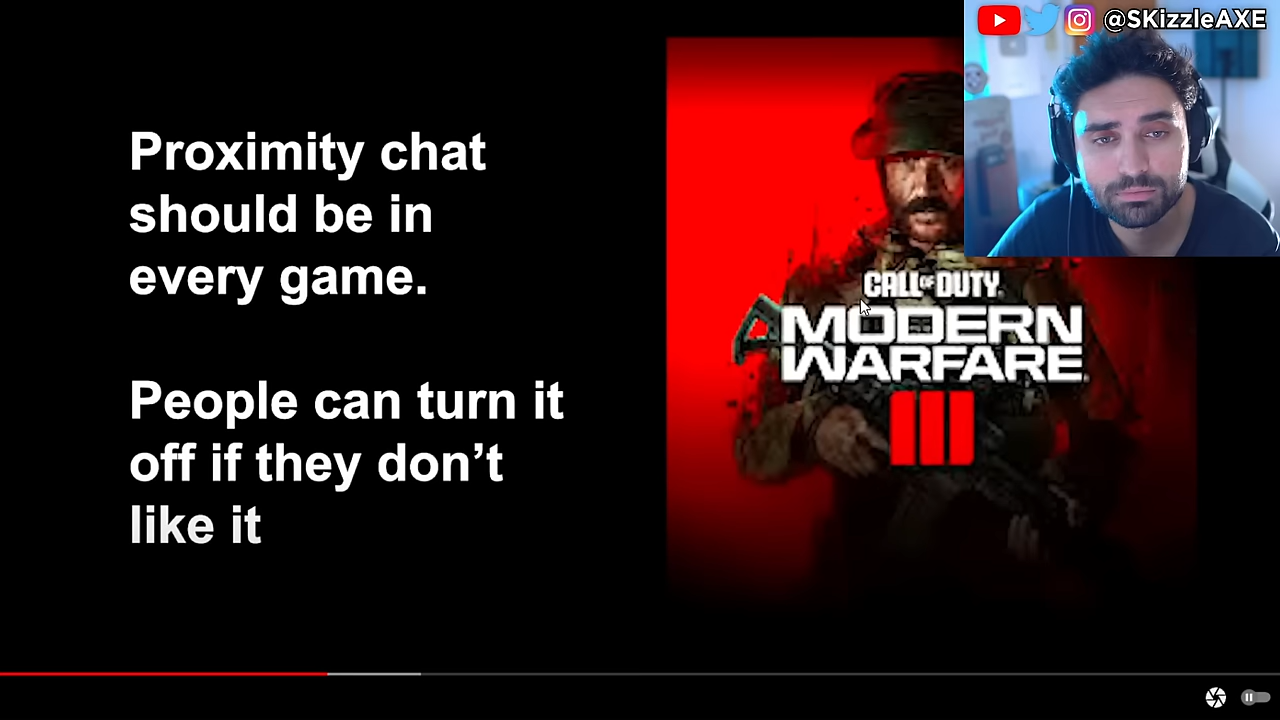 @SKizzleAXE
Proximity chat
should be in
every game.
People can turn it
off if they don’t
like it
CALL OF DUTY
MODERN
WARFARE
III